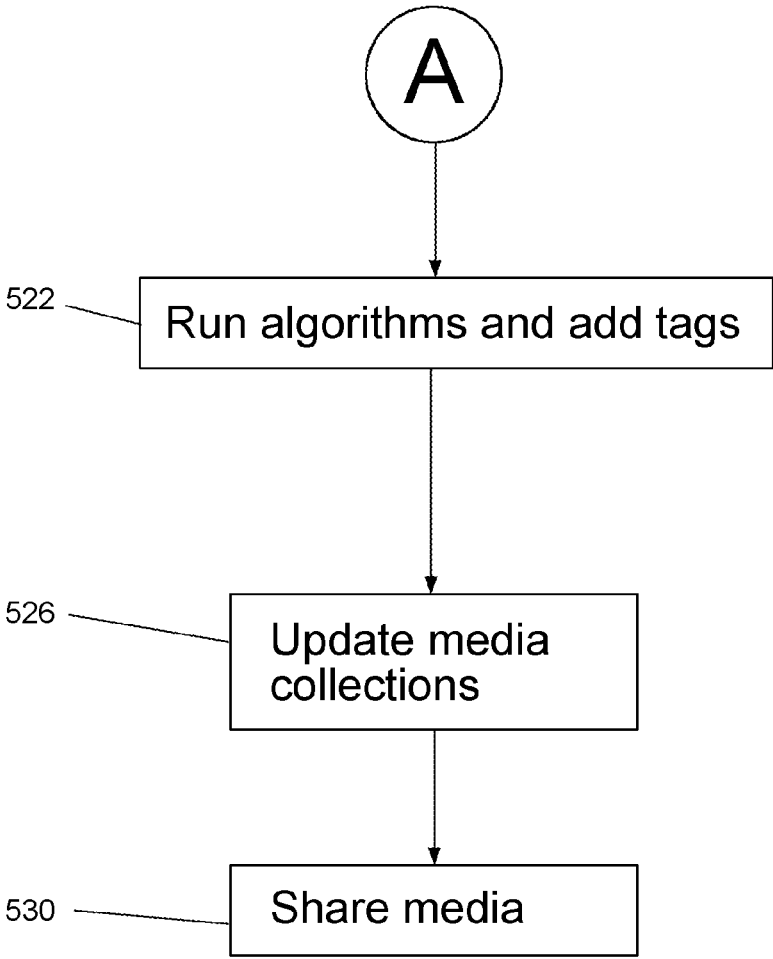 A
522
Run algorithms and add tags
526
Update media
collections
530
Share media